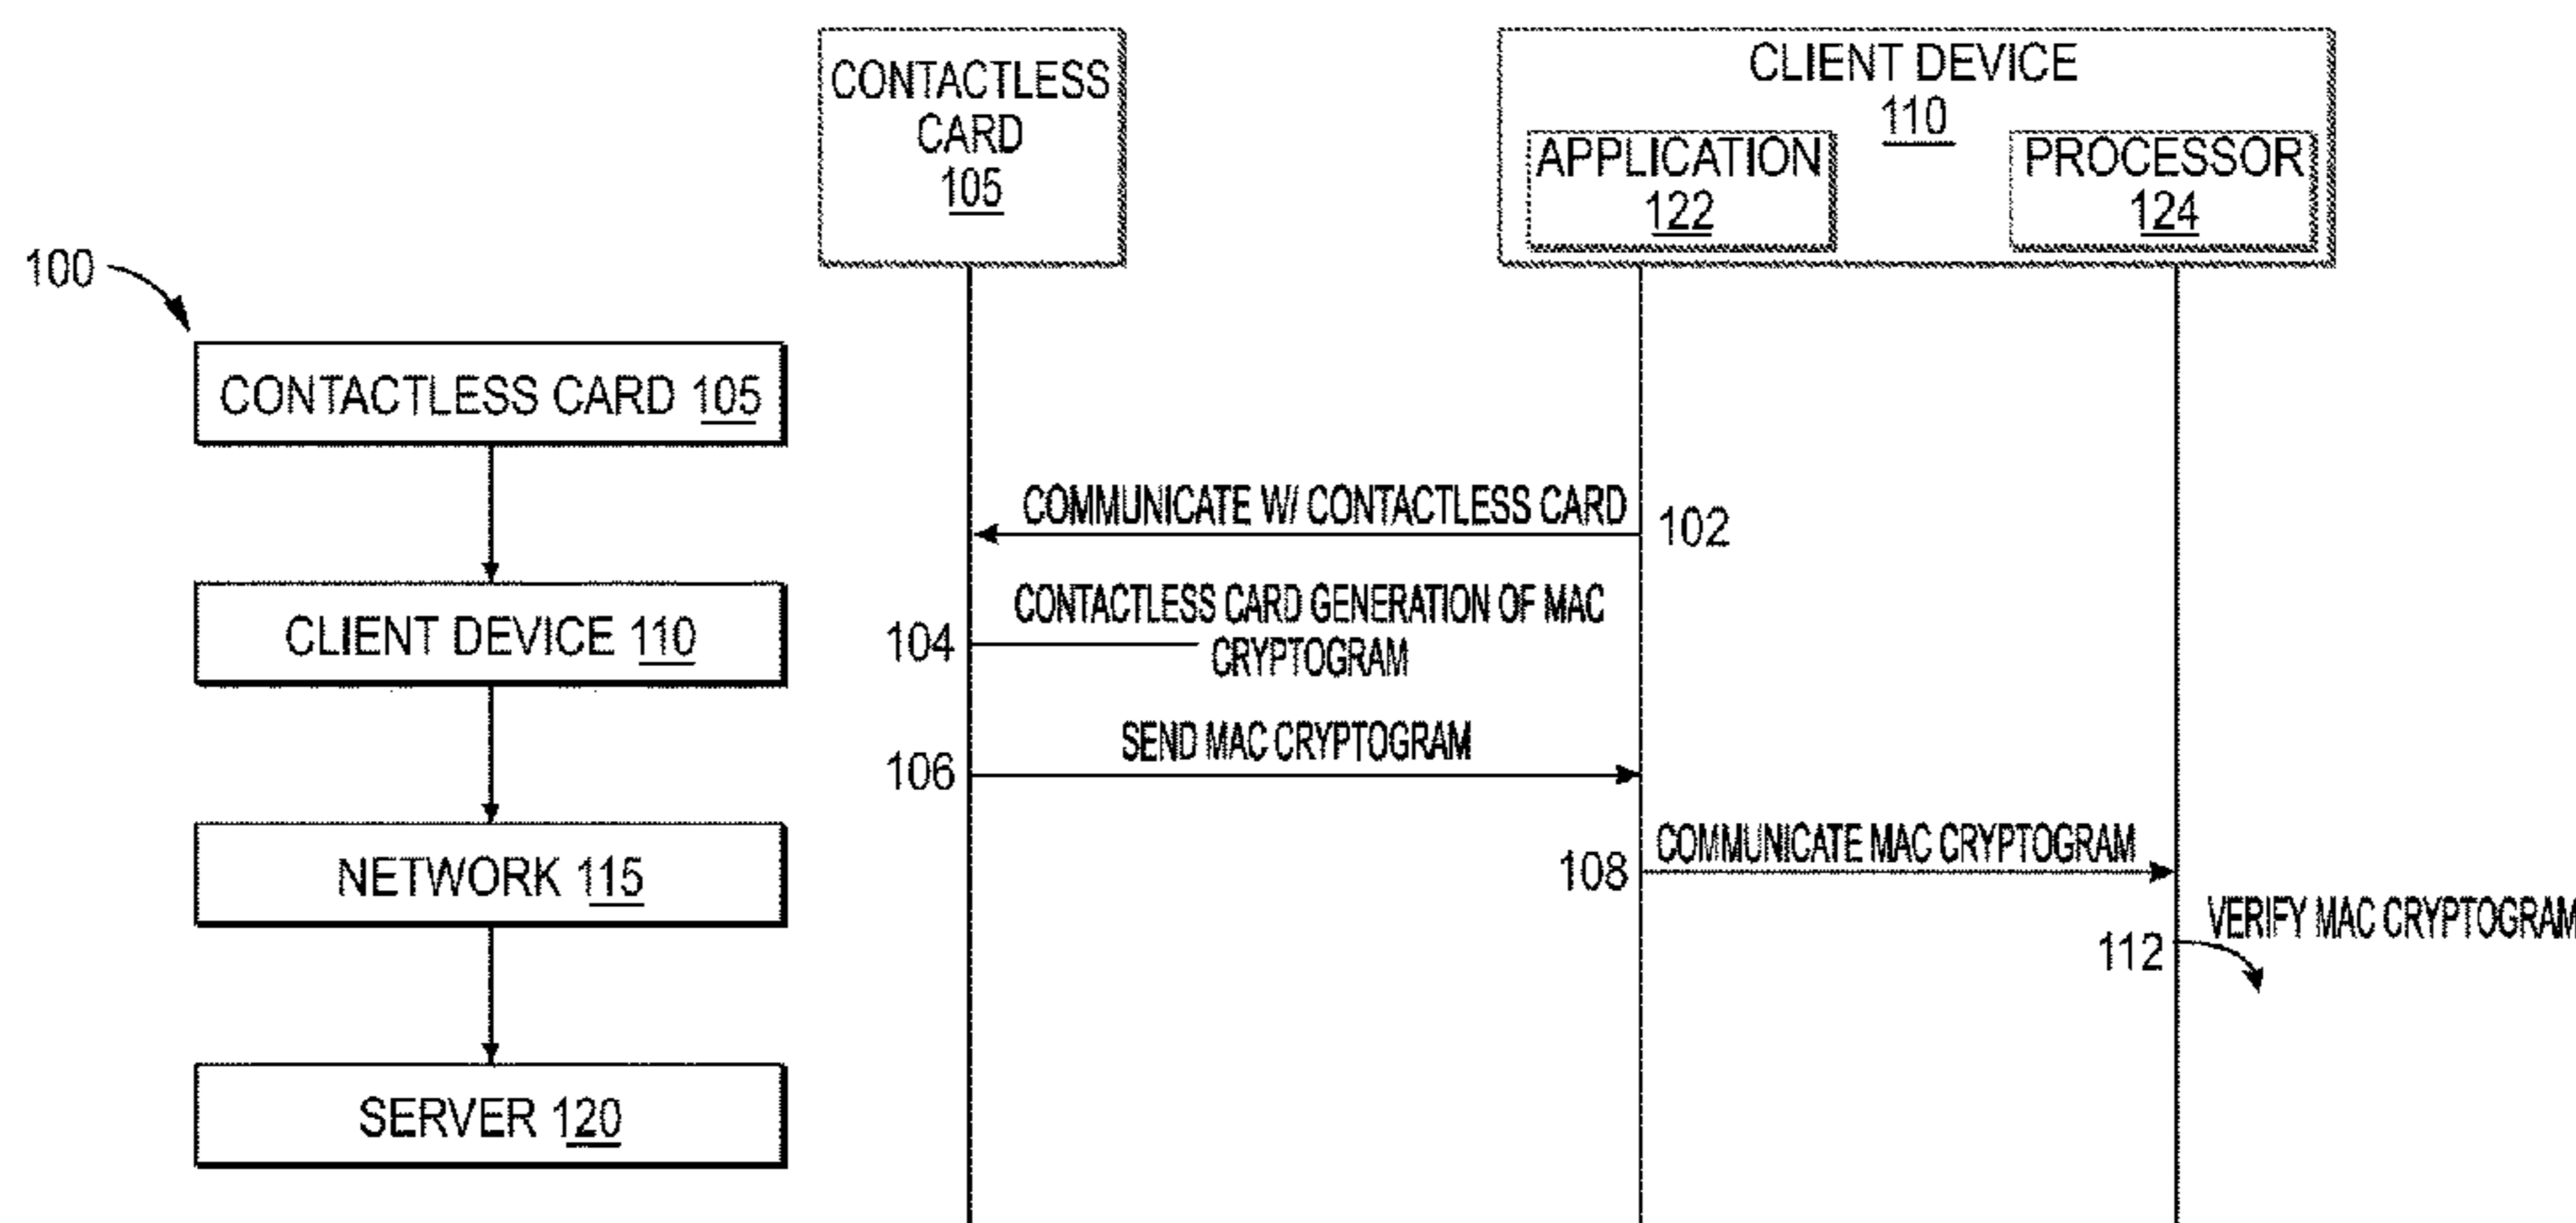 100
CONTACTLESS CARD 105
CLIENT DEVICE 110
NETWORK 115
SERVER 120
CONTACTLESS
CARD
105
CLIENT DEVICE
110
APPLICATION
122
PROCESSOR
124
COMMUNICATE W/ CONTACTLESS CARD
102
CONTACTLESS CARD GENERATION OF MAC
104
CRYPTOGRAM
SEND MAC CRYPTOGRAM
106
COMMUNICATE MAC CRYPTOGRAM
108
VERIFY MAC CRYPTOGRAM
112